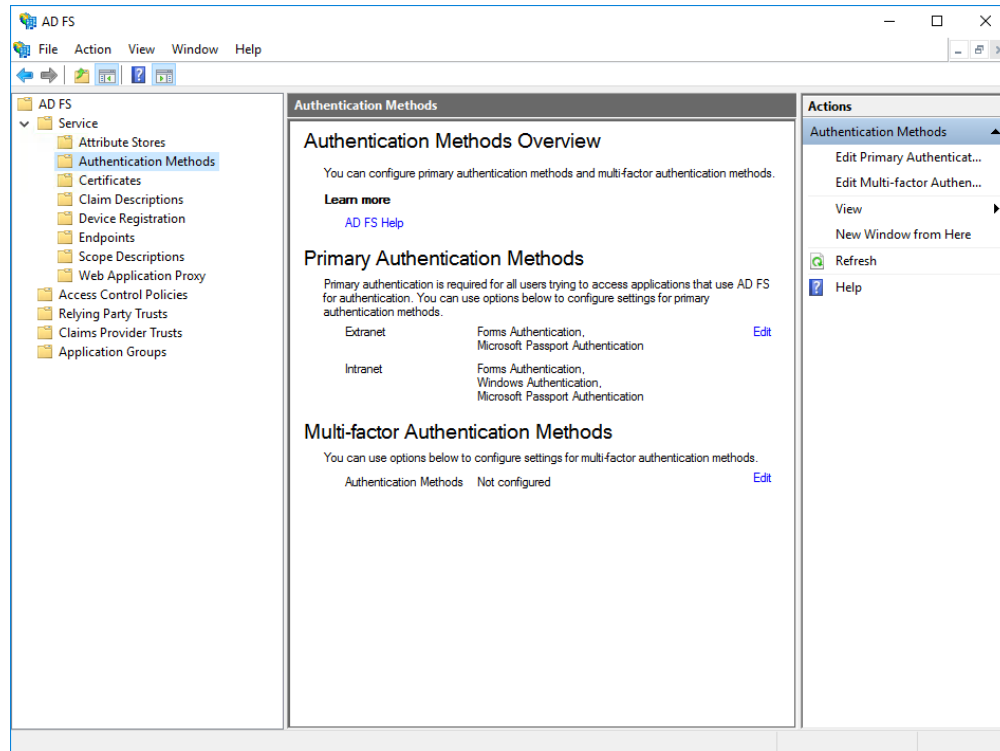 AD FS
File Action View Window Help
AD FS
Service
Attribute Stores
Authentication Methods
Certificates
Claim Descriptions
Device Registration
Endpoints
Scope Descriptions
Web Application Proxy
Access Control Policies
Relying Party Trusts
Claims Provider Trusts
Application Groups
Authentication Methods
Authentication Methods Overview
You can configure primary authentication methods and multi-factor authentication methods.
Learn more
AD FS Help
Primary Authentication Methods
Primary authentication is required for all users trying to access applications that use AD FS
for authentication. You can use options below to configure settings for primary
authentication methods.
Extranet Forms Authentication, Edit
Microsoft Passport Authentication
Intranet Forms Authentication,
Windows Authentication,
Microsoft Passport Authentication
Multi-factor Authentication Methods
You can use options below to configure settings for multi-factor authentication methods.
Authentication Methods Not configured Edit
Actions
Authentication Methods
Edit Primary Authenticat...
Edit Multi-factor Authen...
View
New Window from Here
Refresh
Help